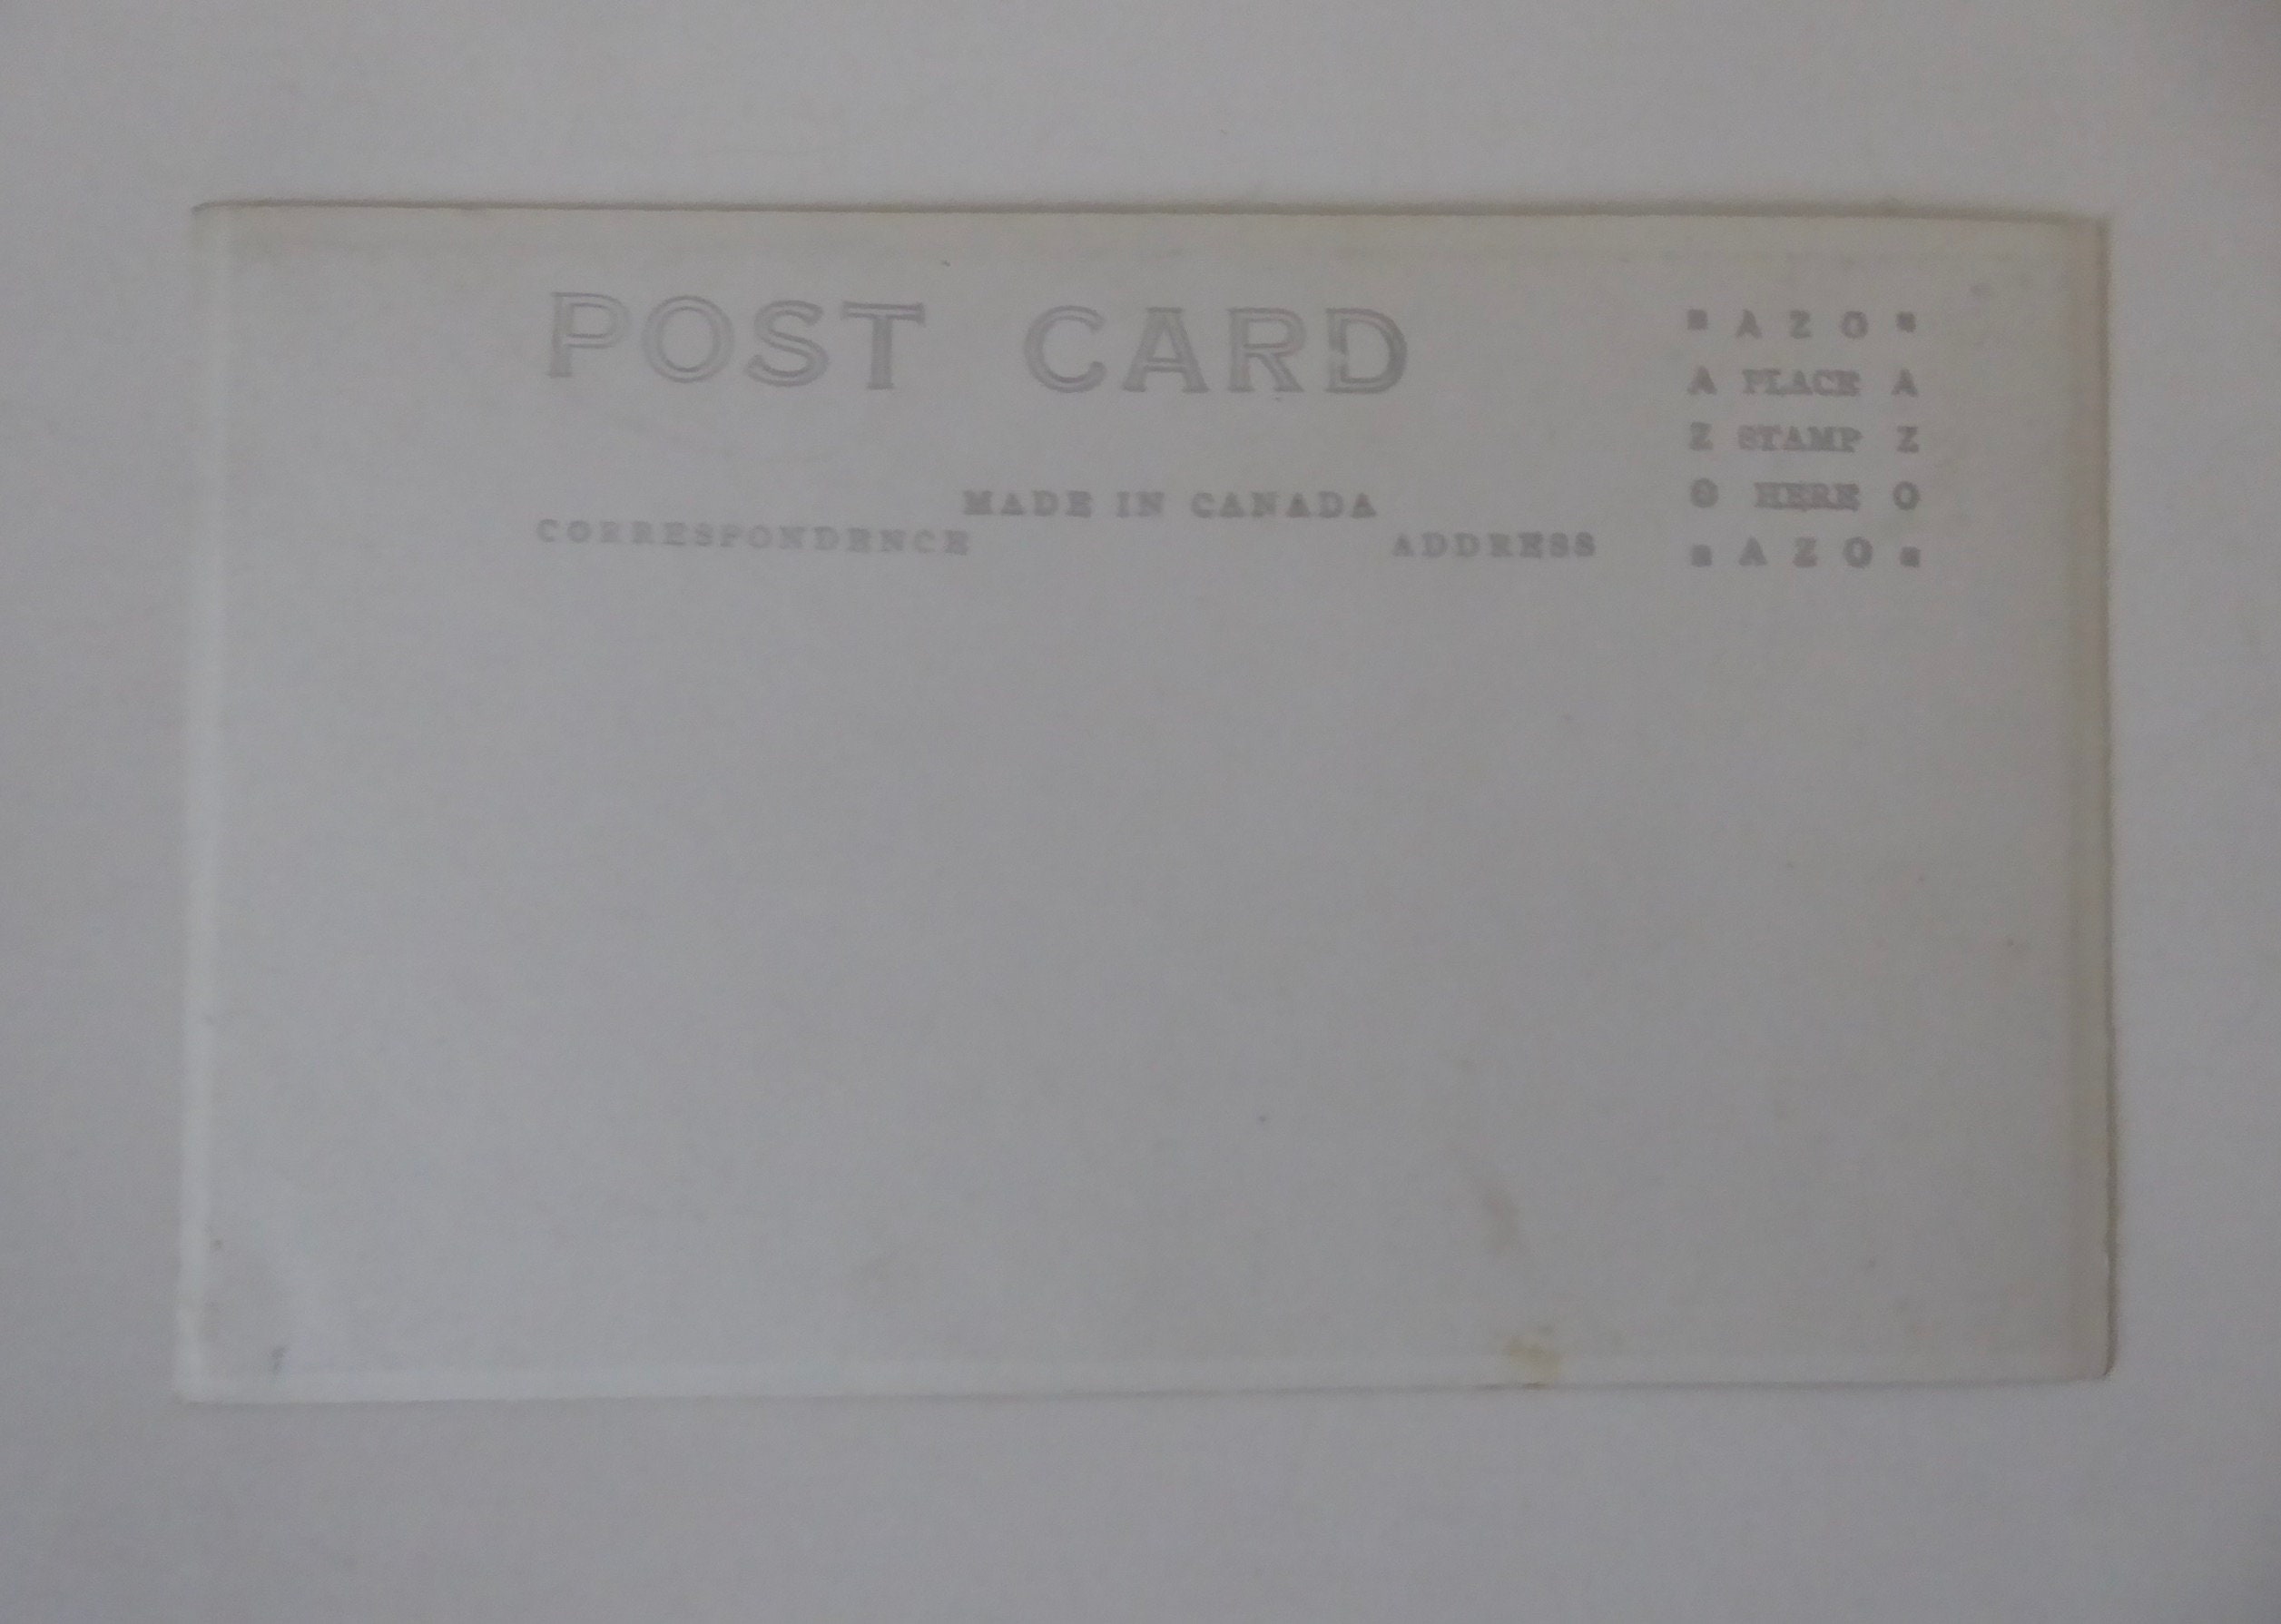 POST CARD
MADE IN CANADA
CORRESPONDENCE
ADDRESS
AZO
A PLACE A
Z STAMP Z
O HERE O
AZO